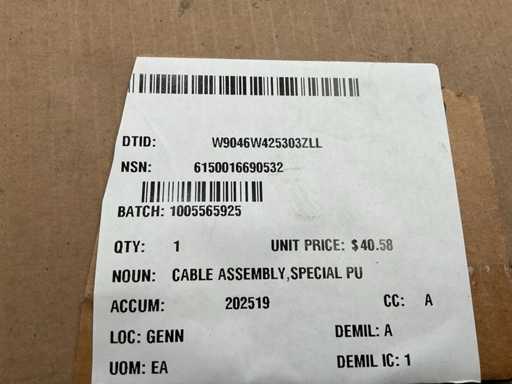 DTID: W9046W425303ZLL
NSN: 6150016690532
BATCH: 1005565925
QTY: 1 UNIT PRICE: $40.58
NOUN: CABLE ASSEMBLY,SPECIAL PU
ACCUM: 202519 CC: A
LOC: GENN DEMIL: A
UOM: EA DEMIL IC: 1